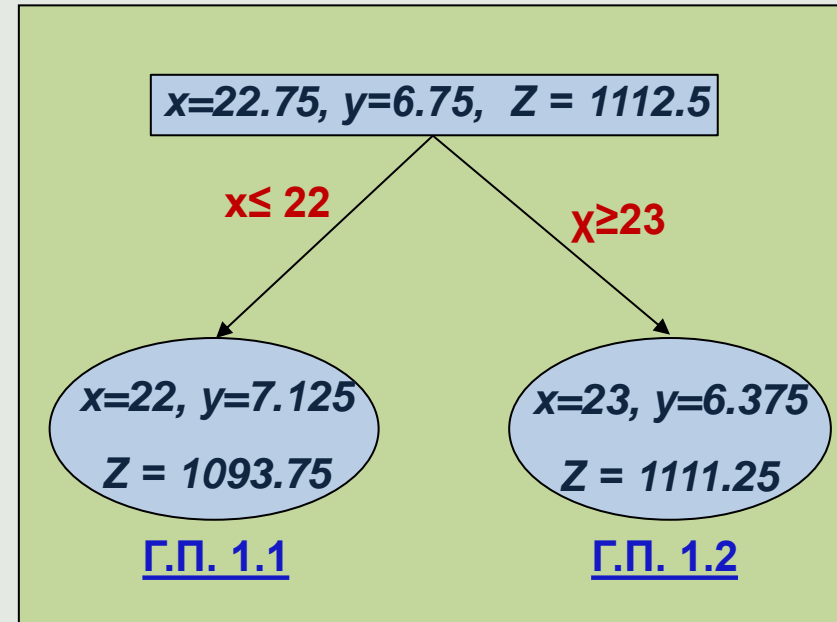 x=22.75, y=6.75, Z = 1112.5
x≤ 22
χ≥23
x=22, y=7.125
Z = 1093.75
x=23, y=6.375
Z = 1111.25
Γ.Π. 1.1
Γ.Π. 1.2